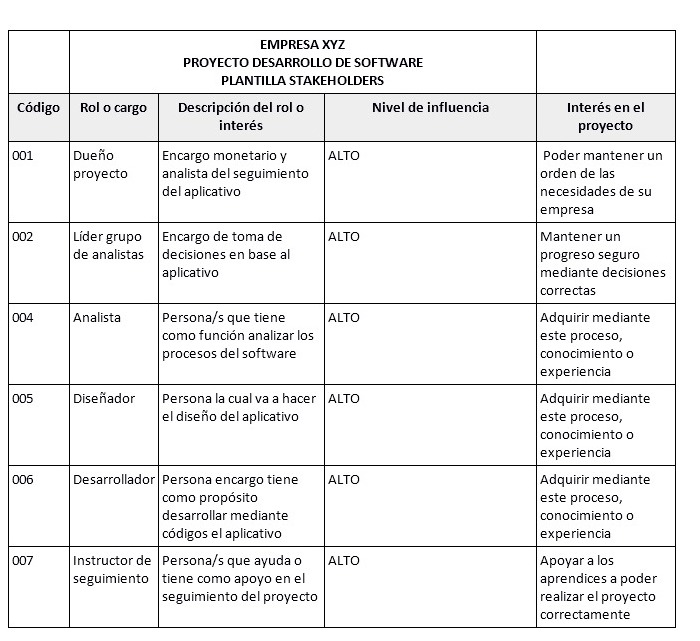 EMPRESA XYZ
PROYECTO DESARROLLO DE SOFTWARE
PLANTILLA STAKEHOLDERS
Código Rol o cargo Descripción del rol o interés Nivel de influencia Interés en el proyecto
001
Dueño
proyecto
Encargo monetario y
analista del seguimiento
del aplicativo
ALTO
Poder mantener un
orden de las
necesidades de su
empresa
002
Líder grupo
de analistas
Encargo de toma de
decisiones en base al
aplicativo
ALTO
Mantener un
progreso seguro
mediante decisiones
correctas
004
Analista
Persona/s que tiene
como función analizar los
procesos del software
ALTO
Adquirir mediante
este proceso,
conocimiento o
experiencia
005
Diseñador
Persona la cual va a hacer
el diseño del aplicativo
ALTO
Adquirir mediante
este proceso,
conocimiento o
experiencia
006
Desarrollador
Persona encargo tiene
como propósito
desarrollar mediante
códigos el aplicativo
ALTO
Adquirir mediante
este proceso,
conocimiento o
experiencia
007
Instructor de
seguimiento
Persona/s que ayuda o
tiene como apoyo en el
seguimiento del proyecto
ALTO
Apoyar a los
aprendices a poder
realizar el proyecto
correctamente